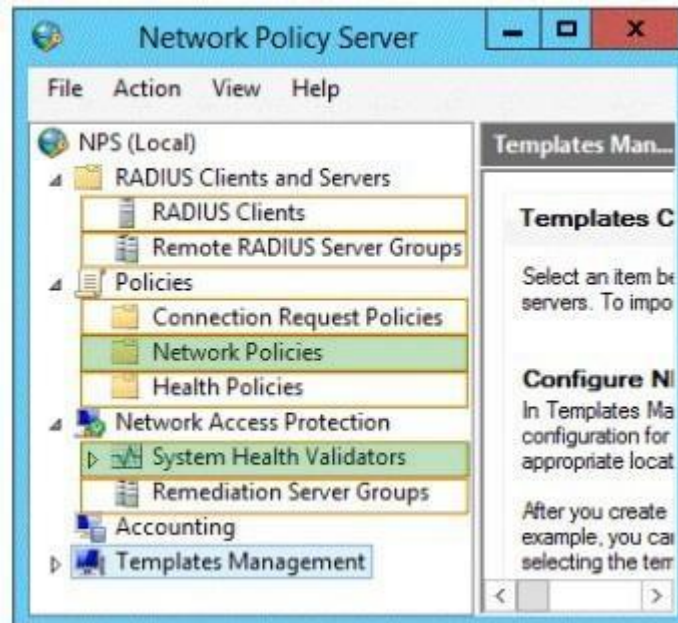 Network Policy Server
File Action View Help
NPS (Local)
RADIUS Clients and Servers
RADIUS Clients
Remote RADIUS Server Groups
Policies
Connection Request Policies
Network Policies
Health Policies
Network Access Protection
System Health Validators
Remediation Server Groups
Accounting
Templates Management
Templates Man...
Templates C
Select an item be
servers. To impo
Configure N
In Templates Ma
configuration for
appropriate locat
After you create
example, you car
selecting the tem